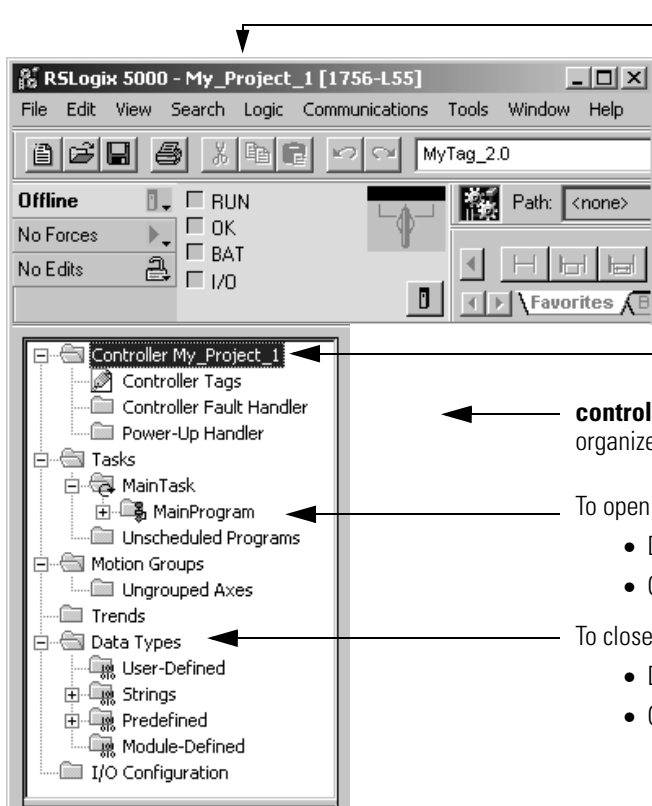 RSLogix 5000 - My_Project_1 [1756-L55]
File Edit View Search Logic Communications Tools Window Help
MyTag_2.0
Offline
RUN
Path: <none>
No Forces
OK
No Edits
BAT
I/O
Favorites
Controller My_Project_1
Controller Tags
Controller Fault Handler
Power-Up Handler
Tasks
MainTask
MainProgram
Unscheduled Programs
Motion Groups
Ungrouped Axes
Trends
Data Types
User-Defined
Strings
Predefined
Module-Defined
I/O Configuration
control
organize
To open
• D
To close
• D